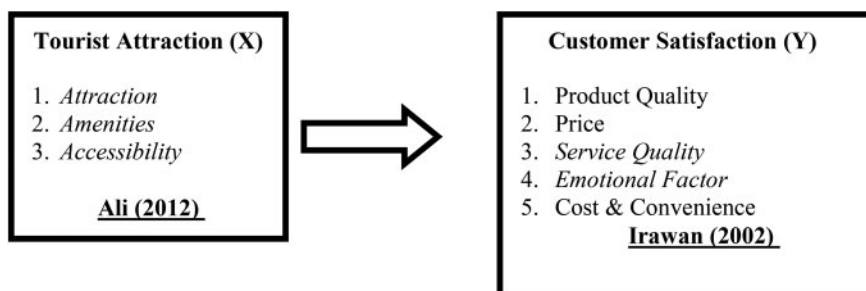 Tourist Attraction (X)
1. Attraction
2. Amenities
3. Accessibility
Ali (2012)
Customer Satisfaction (Y)
1. Product Quality
2. Price
3. Service Quality
4. Emotional Factor
5. Cost & Convenience
Irawan (2002)